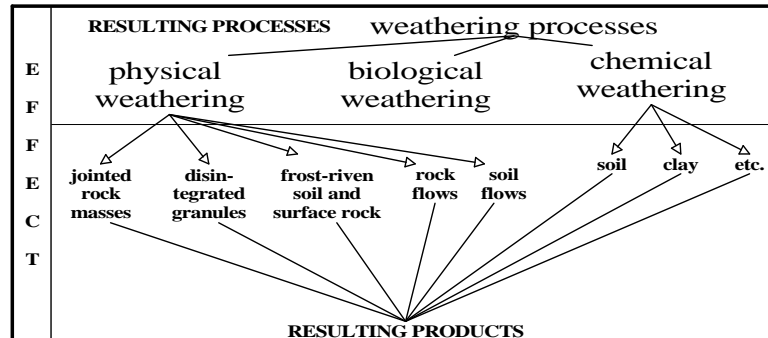 RESULTING PROCESSES weathering processes
E
F
F
E
C
T
physical
weathering
biological
weathering
chemical
weathering
jointed
rock
masses
disin-
tegrated
granules
frost-riven
soil and
surface rock
rock
flows
soil
flows
soil
clay
etc.
RESULTING PRODUCTS